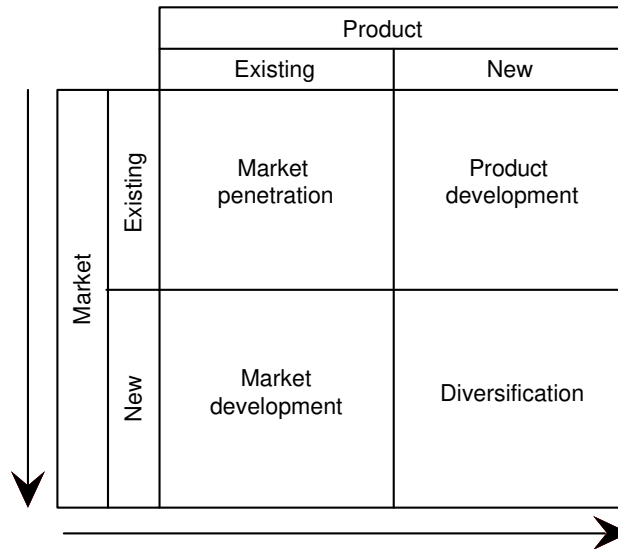 Product
Existing
New
Market
Existing
Market
penetration
Product
development
New
Market
development
Diversification